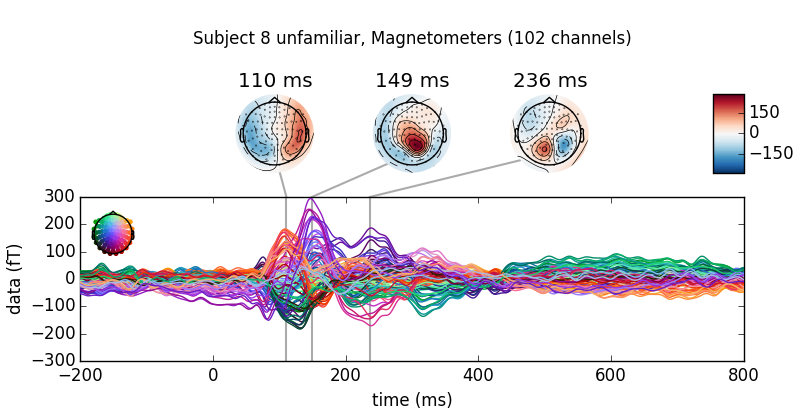 Subject 8 unfamiliar, Magnetometers (102 channels)
110 ms 149 ms 236 ms
150
0
−150
300
200
100
0
−100
−200
−300
data (fT)
−200 0 200 400 600 800
time (ms)